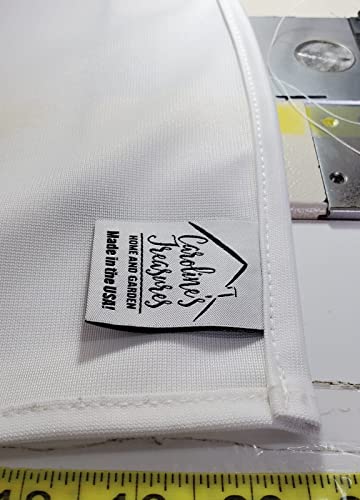 Caroline's
Treasures
HOME AND GARDEN
Made in the USA!